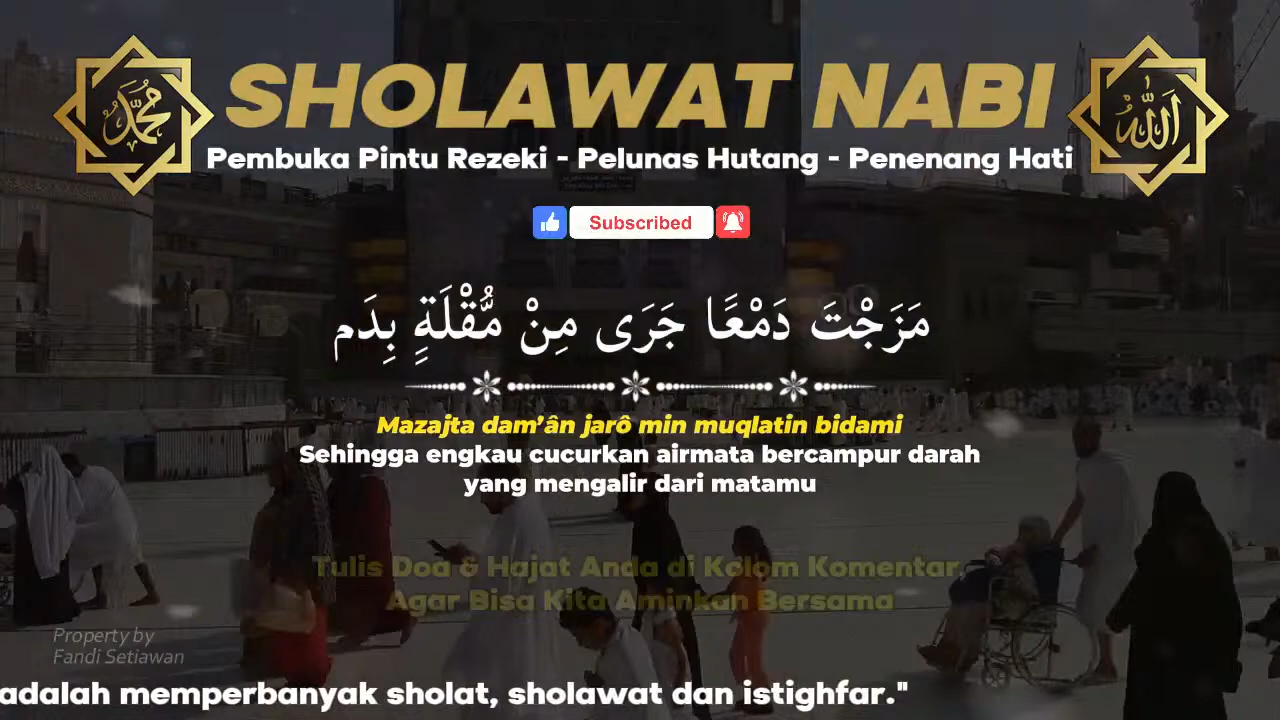 محمد
الله
SHOLAWAT NABI
Pembuka Pintu Rezeki - Pelunas Hutang - Penenang Hati
Subscribed
مَزَجْتَ دَمْعًا جَرَى مِنْ مُّقْلَةٍ بِدَم
Mazajta dam’ân jarô min muqlatin bidami
Sehingga engkau cucurkan airmata bercampur darah
yang mengalir dari matamu
Tulis Doa & Hajat Anda di Kolom Komentar
Agar Bisa Kita Aminkan Bersama
Property by
Fandi Setiawan
adalah memperbanyak sholat, sholawat dan istighfar."